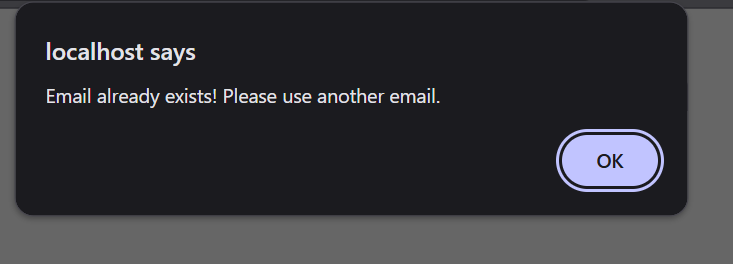 localhost says
Email already exists! Please use another email.
OK